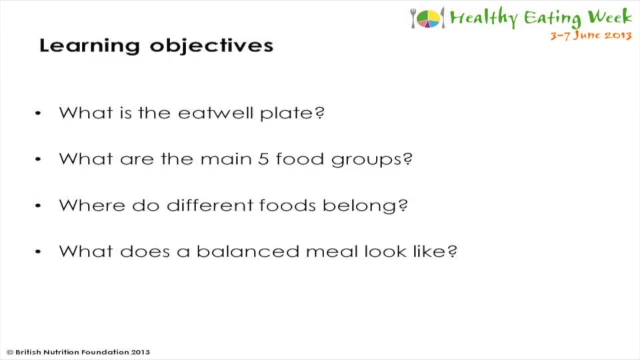 Healthy Eating Week
3-7 June 2013
Learning objectives
• What is the eatwell plate?
• What are the main 5 food groups?
• Where do different foods belong?
• What does a balanced meal look like?
© British Nutrition Foundation 2013